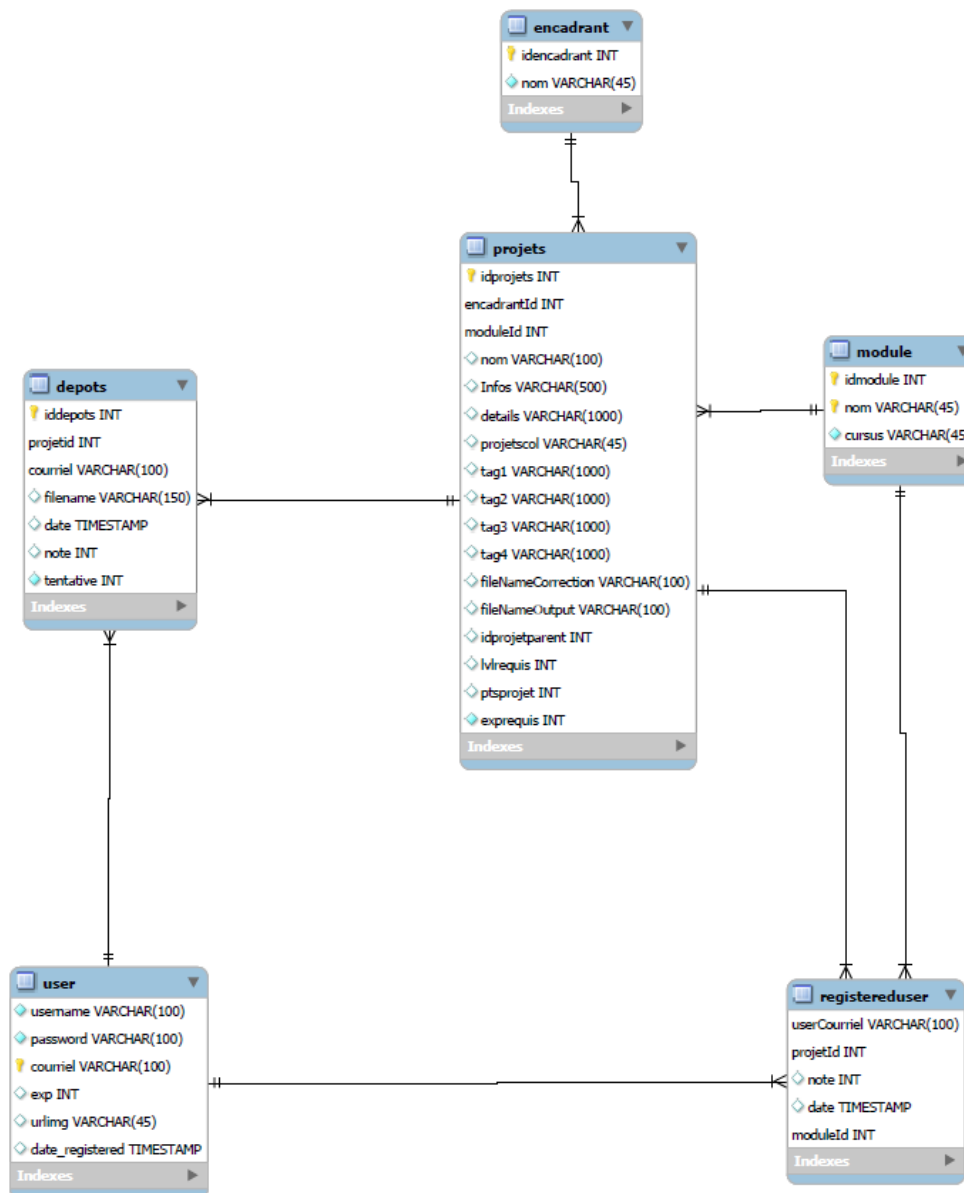 encadrant
idencadrant INT
nom VARCHAR(45)
Indexes
projets
idprojets INT
encadrantId INT
moduleId INT
nom VARCHAR(100)
Infos VARCHAR(500)
details VARCHAR(1000)
projetscol VARCHAR(45)
tag1 VARCHAR(1000)
tag2 VARCHAR(1000)
tag3 VARCHAR(1000)
tag4 VARCHAR(1000)
fileNameCorrection VARCHAR(100)
fileNameOutput VARCHAR(100)
idprojetparent INT
lvlrequis INT
ptsprojet INT
exprequis INT
Indexes
module
idmodule INT
nom VARCHAR(45)
cursus VARCHAR(45)
Indexes
depots
iddepots INT
projetid INT
courriel VARCHAR(100)
filename VARCHAR(150)
date TIMESTAMP
note INT
tentative INT
Indexes
user
username VARCHAR(100)
password VARCHAR(100)
courriel VARCHAR(100)
exp INT
urlimg VARCHAR(45)
date_registered TIMESTAMP
Indexes
registereduser
userCourriel VARCHAR(100)
projetId INT
note INT
date TIMESTAMP
moduleId INT
Indexes